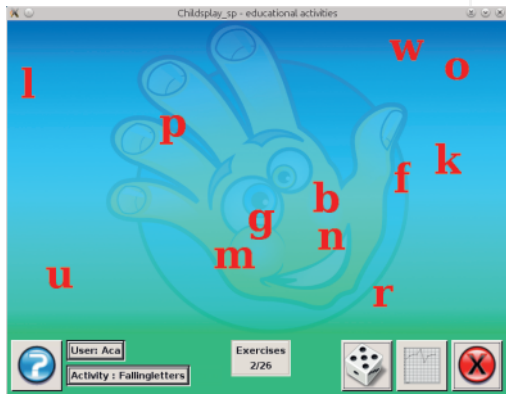 Childsplay_sp - educational activities
w
o
l
p
k
f
b
g
n
m
u
r
User: Aca
Activity : Fallingletters
Exercises
2/26
?
X